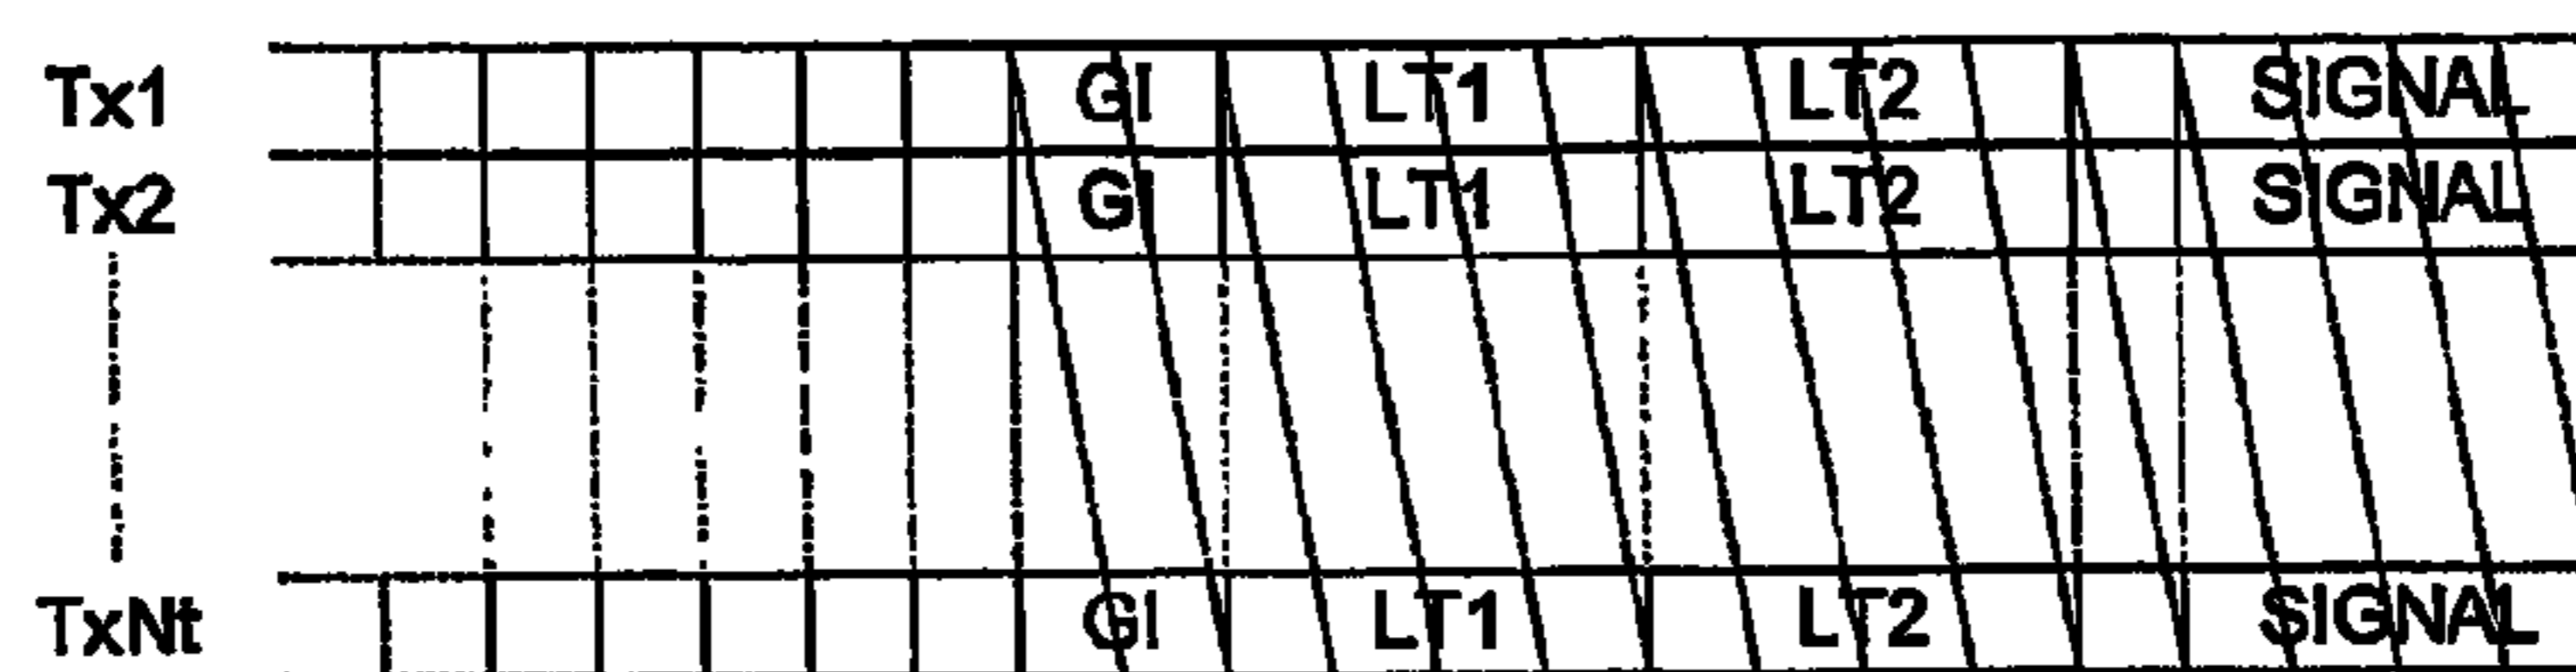 Tx1 GI LT1 LT2 SIGNAL
Tx2 GI LT1 LT2 SIGNAL
TxNt GI LT1 LT2 SIGNAL